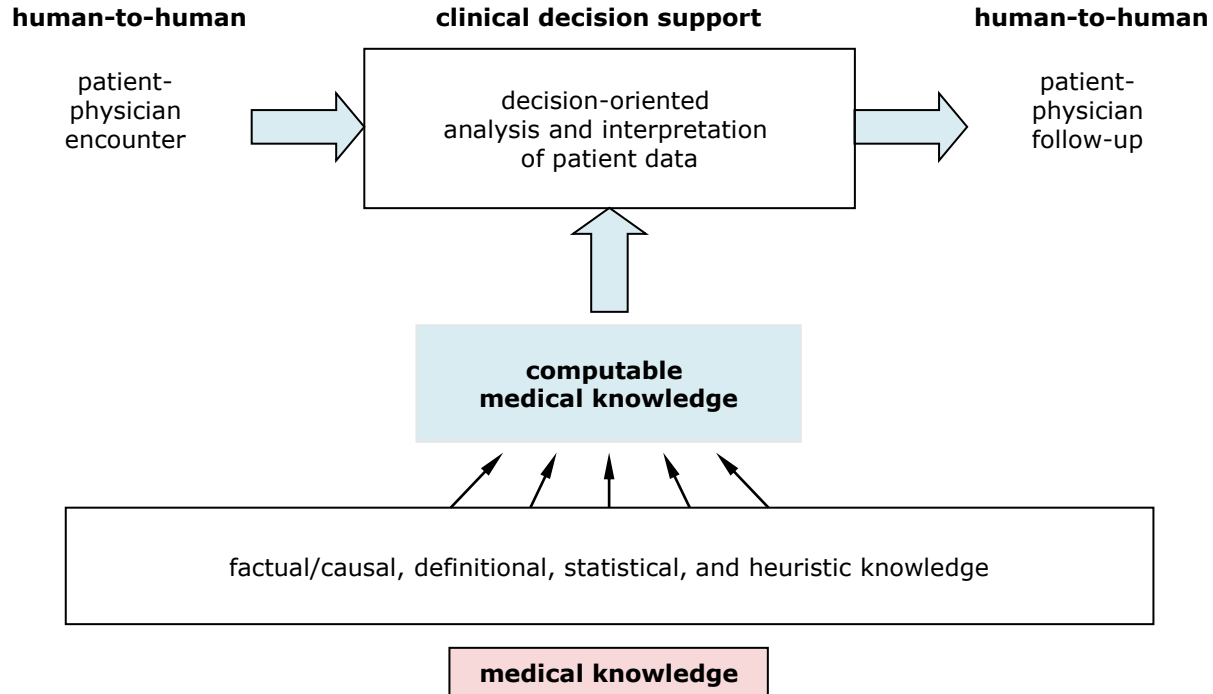 human-to-human
clinical decision support
human-to-human
patient-
physician
encounter
decision-oriented
analysis and interpretation
of patient data
patient-
physician
follow-up
computable
medical knowledge
factual/causal, definitional, statistical, and heuristic knowledge
medical knowledge